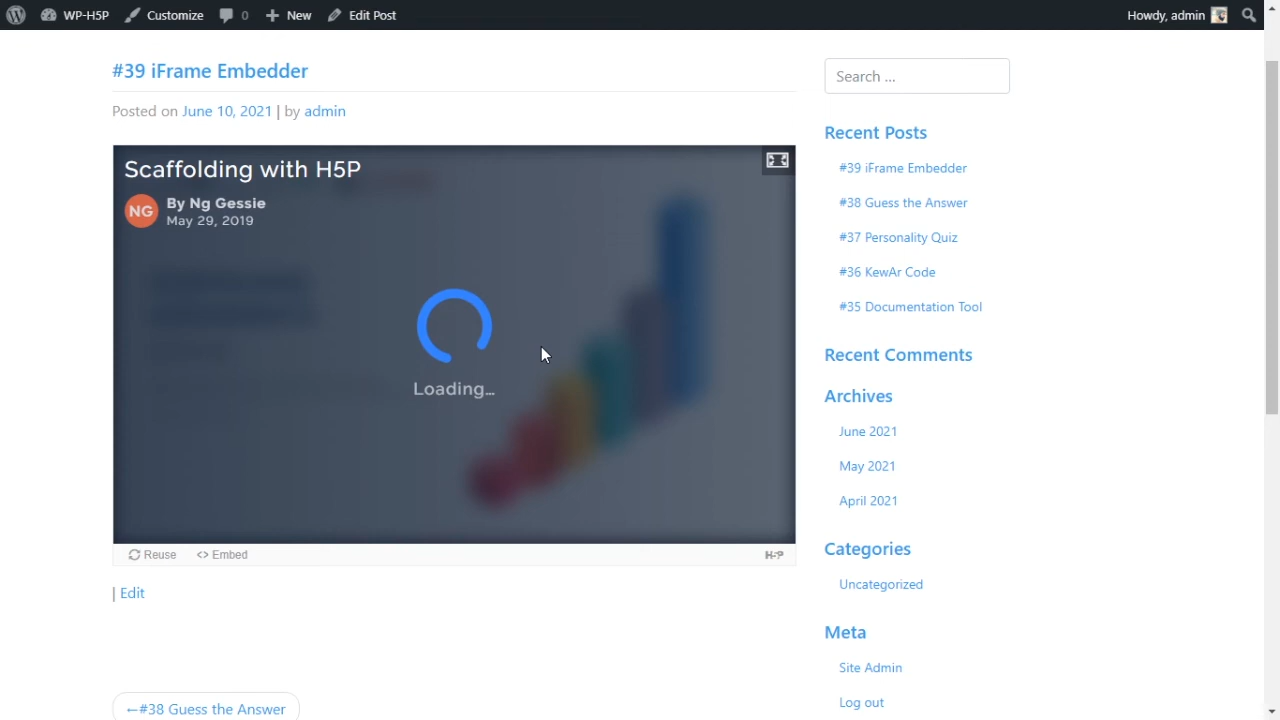 WP-H5P Customize 0 New Edit Post Howdy, admin
#39 iFrame Embedder
Posted on June 10, 2021 | by admin
Scaffolding with H5P
NG By Ng Gessie
May 29, 2019
Loading...
Reuse <> Embed H-P
| Edit
←#38 Guess the Answer
Search ...
Recent Posts
#39 iFrame Embedder
#38 Guess the Answer
#37 Personality Quiz
#36 KewAr Code
#35 Documentation Tool
Recent Comments
Archives
June 2021
May 2021
April 2021
Categories
Uncategorized
Meta
Site Admin
Log out